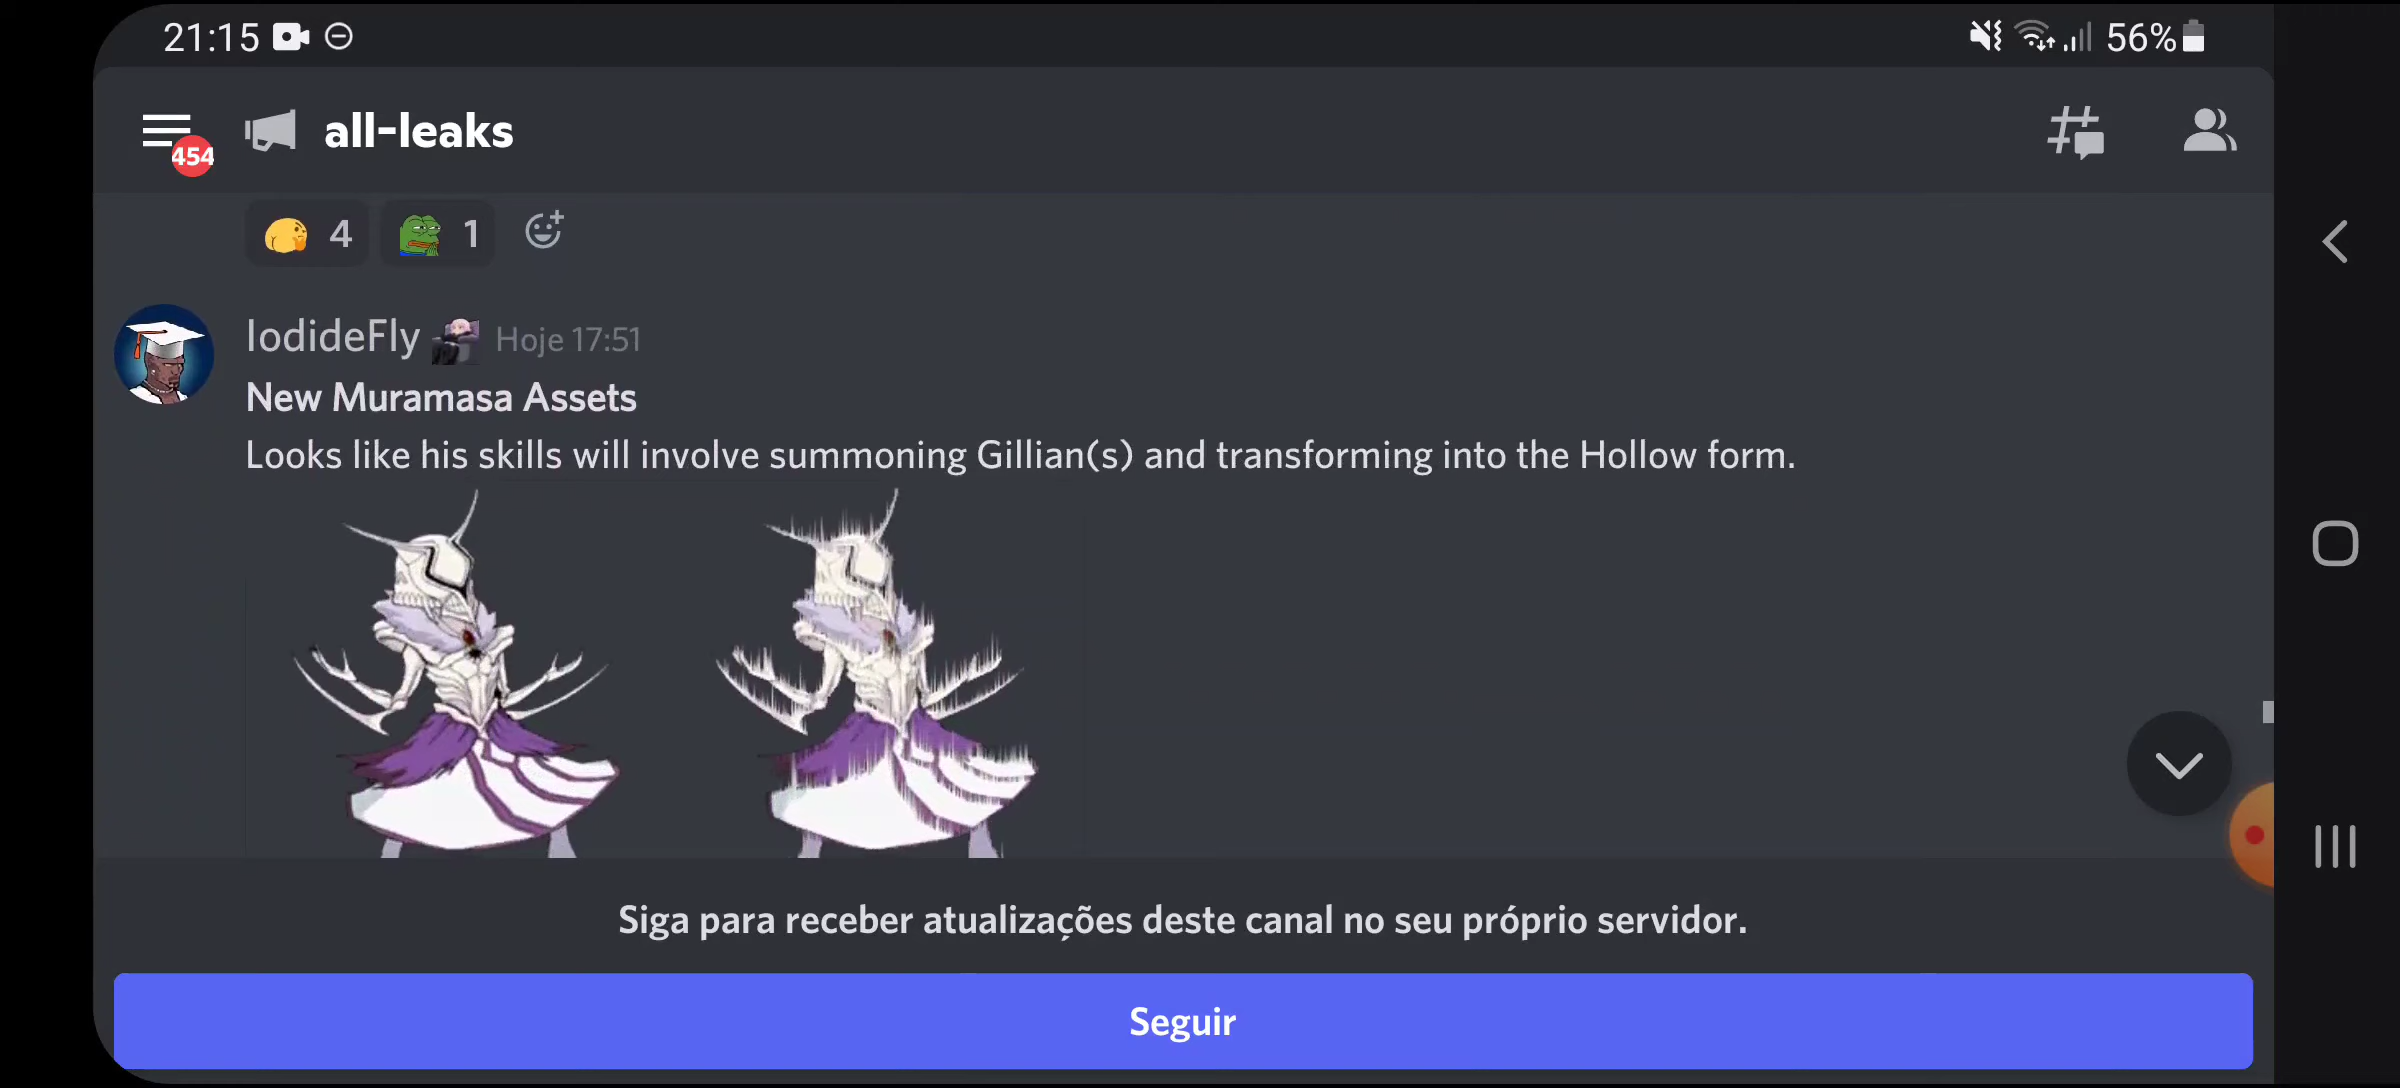 21:15
56%
454
all-leaks
4
1
IodideFly Hoje 17:51
New Muramasa Assets
Looks like his skills will involve summoning Gillian(s) and transforming into the Hollow form.
Siga para receber atualizações deste canal no seu próprio servidor.
Seguir